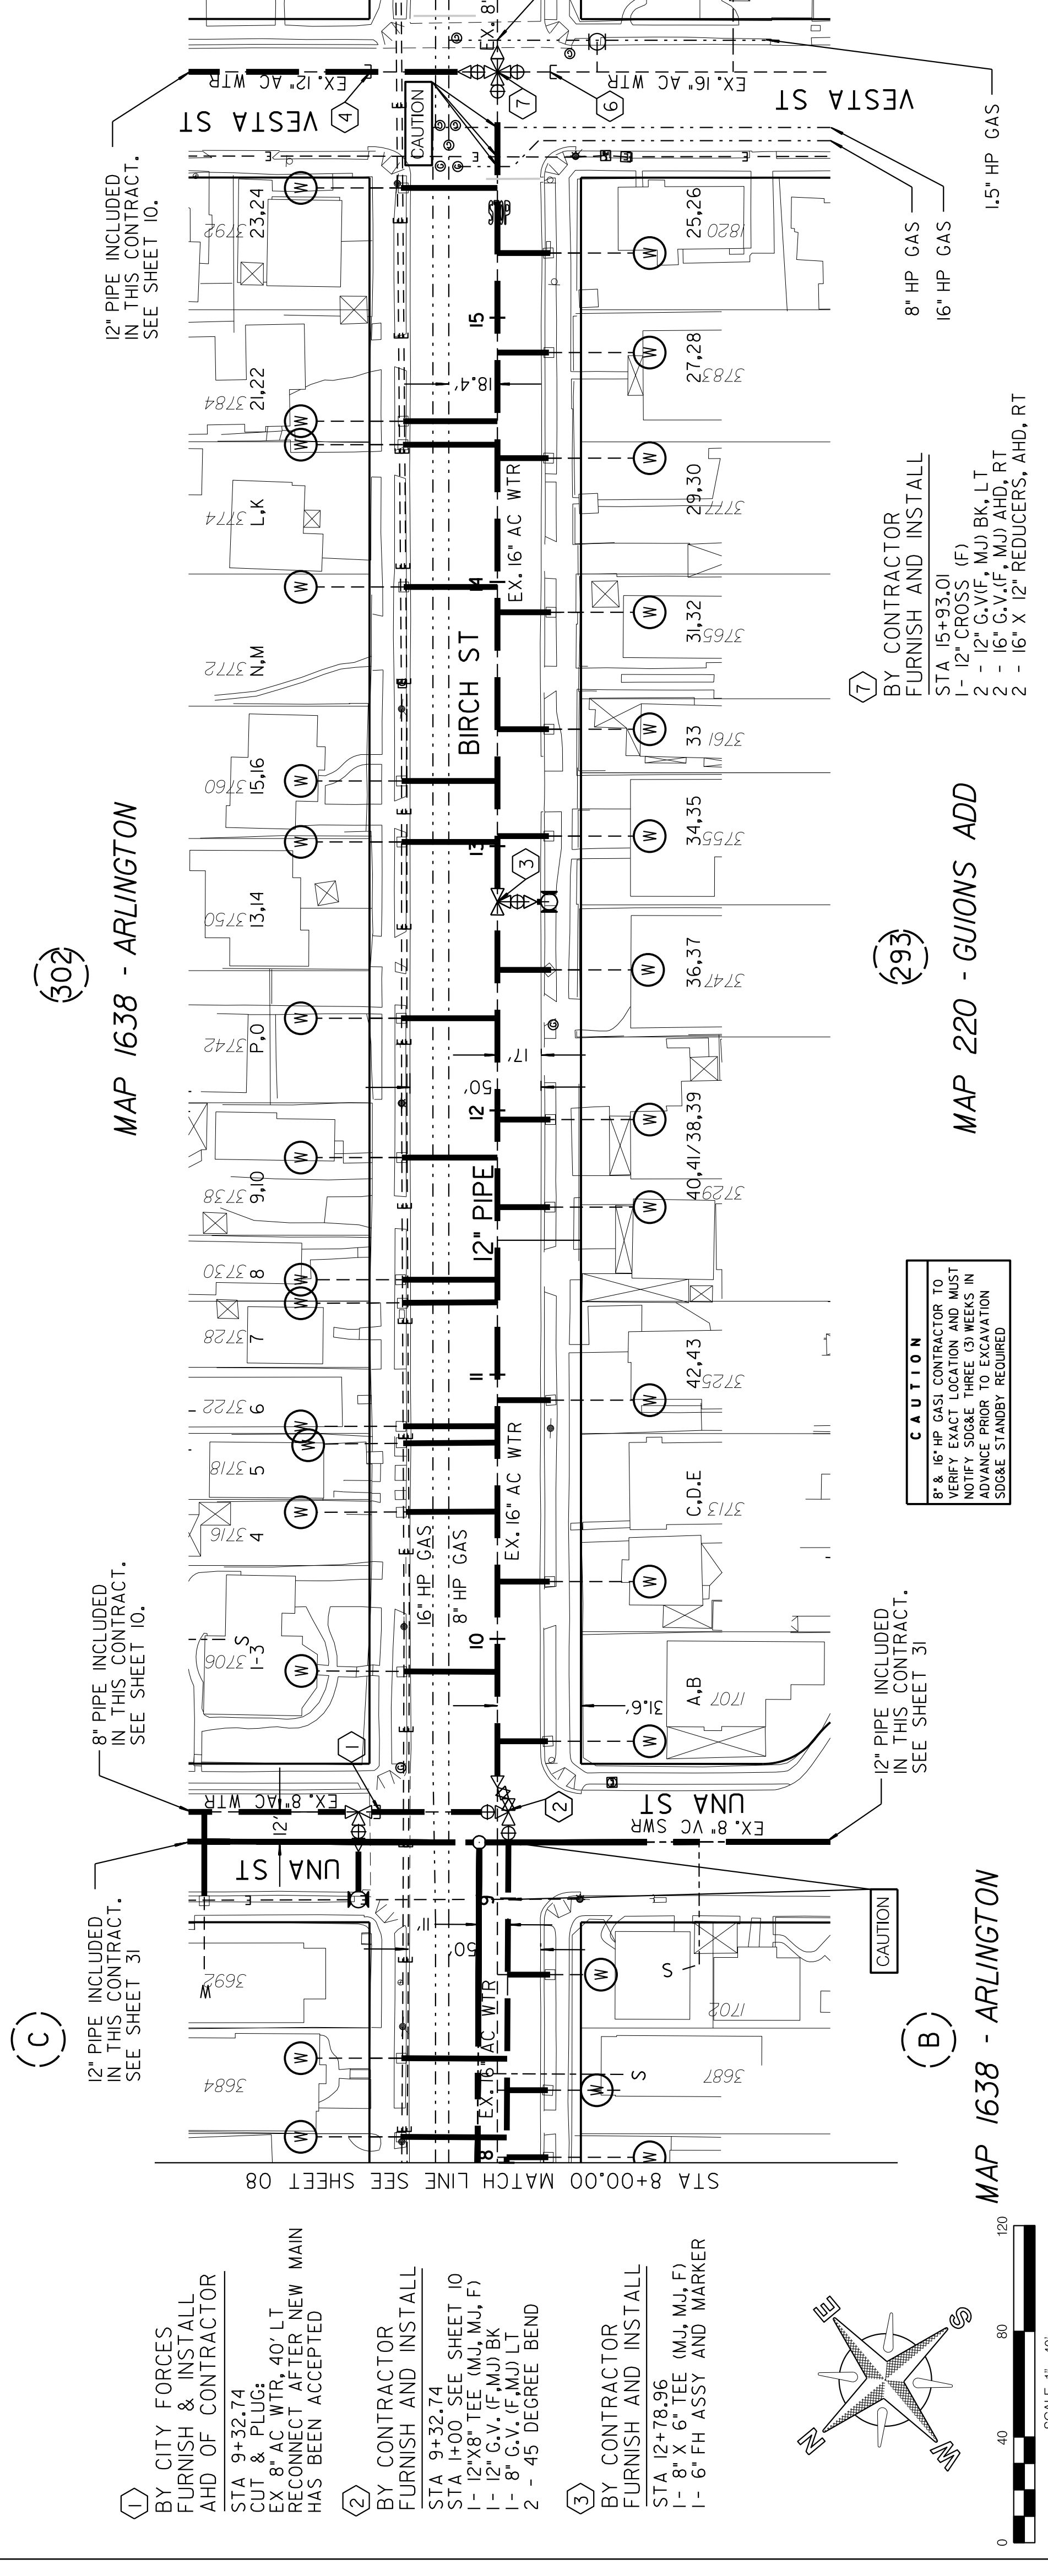 1
BY CITY FORCES
FURNISH & INSTALL
AHD OF CONTRACTOR
STA 9+32.74
CUT & PLUG:
EX 8" AC WTR, 40' LT
RECONNECT AFTER NEW MAIN
HAS BEEN ACCEPTED
2
BY CONTRACTOR
FURNISH AND INSTALL
STA 9+32.74
STA 1+00 SEE SHEET 10
1- 12"X8" TEE (MJ, MJ, F)
1- 12" G.V. (F,MJ) BK
1- 8" G.V. (F,MJ) LT
2 - 45 DEGREE BEND
3
BY CONTRACTOR
FURNISH AND INSTALL
STA 12+78.96
1- 8" X 6" TEE (MJ, MJ, F)
1- 6" FH ASSY AND MARKER
N
E
S
W
0
40
80
120
STA 8+00.00 MATCH LINE SEE SHEET 08
C
12" PIPE INCLUDED
IN THIS CONTRACT.
SEE SHEET 31
8" PIPE INCLUDED
IN THIS CONTRACT.
SEE SHEET 10.
302
MAP 1638 - ARLINGTON
12" PIPE INCLUDED
IN THIS CONTRACT.
SEE SHEET 10.
3684
3692
W
UNA ST
12'
EX. 8" AC WTR
1
3706
1-3
S
3716
4
3718
5
3722
6
3728
7
3730
8
3738
9,10
3742
P,O
3750
13,14
3760
15,16
3772
N,M
3774
L,K
3784
21,22
3792
23,24
VESTA ST
EX. 12" AC WTR
4
CAUTION
16" HP GAS
8" HP GAS
8
9
10
11
12
13
14
15
11'
50'
EX. 16" AC WTR
EX. 16" AC WTR
12" PIPE
50'
17'
BIRCH ST
EX. 16" AC WTR
18.4'
EX. 8"
2
3
7
6
EX. 16" AC WTR
VESTA ST
3687
S
1702
S
UNA ST
EX. 8" VC SWR
31.6'
1707
A,B
3713
C,D,E
3725
42,43
3729
40,41/38,39
3747
36,37
3755
34,35
3761
33
3765
31,32
3777
29,30
3783
27,28
1820
25,26
CAUTION
B
MAP 1638 - ARLINGTON
12" PIPE INCLUDED
IN THIS CONTRACT.
SEE SHEET 31
CAUTION
8" & 16" HP GAS! CONTRACTOR TO
VERIFY EXACT LOCATION AND MUST
NOTIFY SDG&E THREE (3) WEEKS IN
ADVANCE PRIOR TO EXCAVATION
SDG&E STANDBY REQUIRED
293
MAP 220 - GUIONS ADD
7
BY CONTRACTOR
FURNISH AND INSTALL
STA 15+93.01
1- 12" CROSS (F)
2 - 12" G.V(F, MJ) BK, LT
2 - 16" G.V.(F, MJ) AHD, RT
2 - 16" X 12" REDUCERS, AHD, RT
8" HP GAS
16" HP GAS
1.5" HP GAS